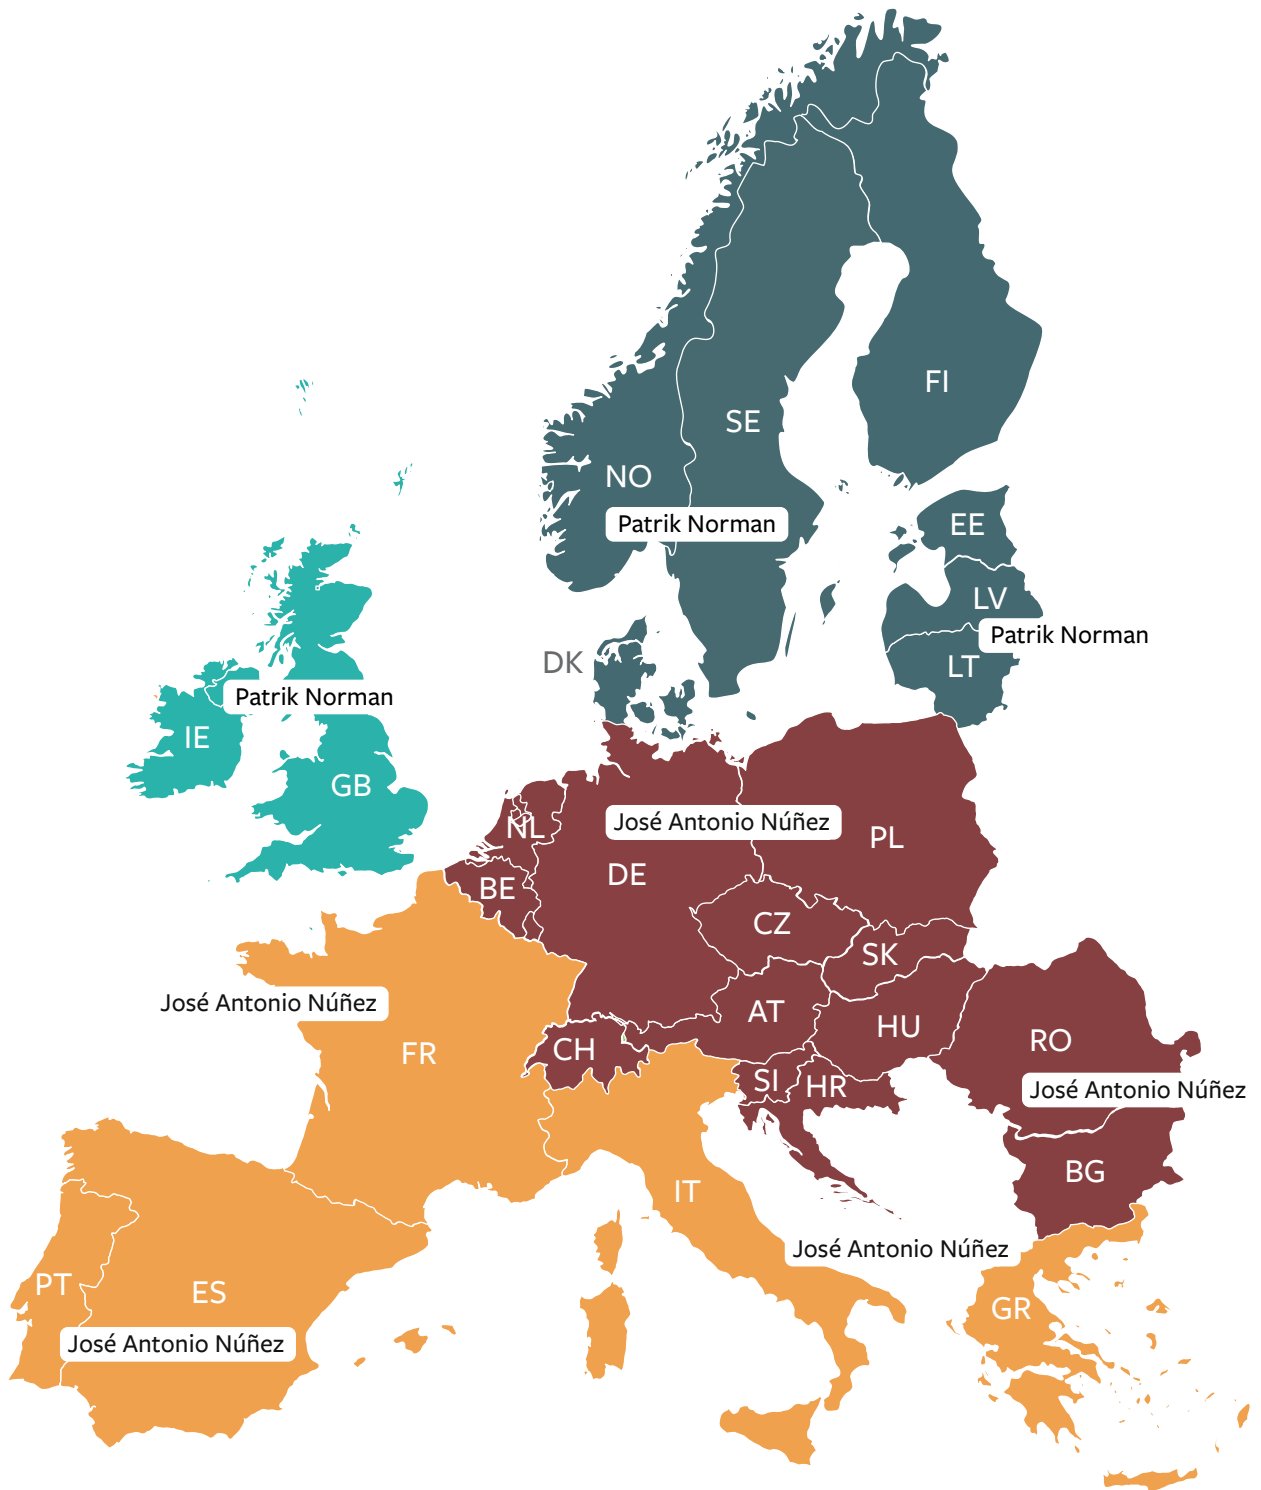 FI
SE
NO
Patrik Norman
EE
LV
Patrik Norman
DK
LT
Patrik Norman
IE
GB
José Antonio Núñez
NL
PL
DE
BE
CZ
SK
José Antonio Núñez
AT
HU
FR
CH
RO
SI
HR
José Antonio Núñez
BG
IT
José Antonio Núñez
PT
ES
GR
José Antonio Núñez